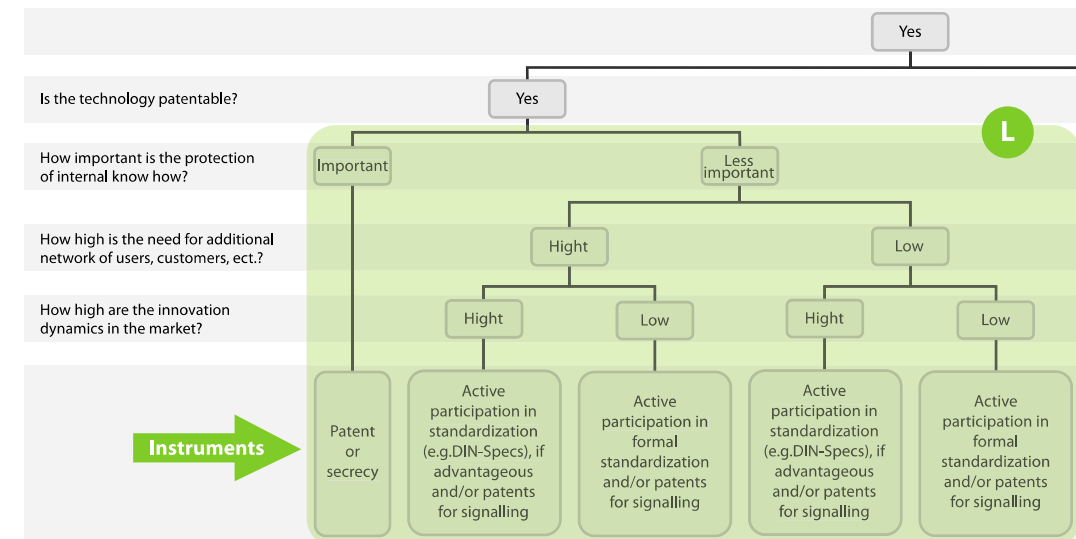 Yes
Is the technology patentable?
Yes
L
How important is the protection
of internal know how?
Important
Less
important
How high is the need for additional
network of users, customers, ect.?
Hight
Low
How high are the innovation
dynamics in the market?
Hight
Low
Hight
Low
Instruments
Patent
or
secrecy
Active
participation in
standardization
(e.g.DIN-Specs), if
advantageous
and/or patents
for signalling
Active
participation in
formal
standardization
and/or patents
for signalling
Active
participation in
standardization
(e.g.DIN-Specs), if
advantageous
and/or patents
for signalling
Active
participation in
formal
standardization
and/or patents
for signalling